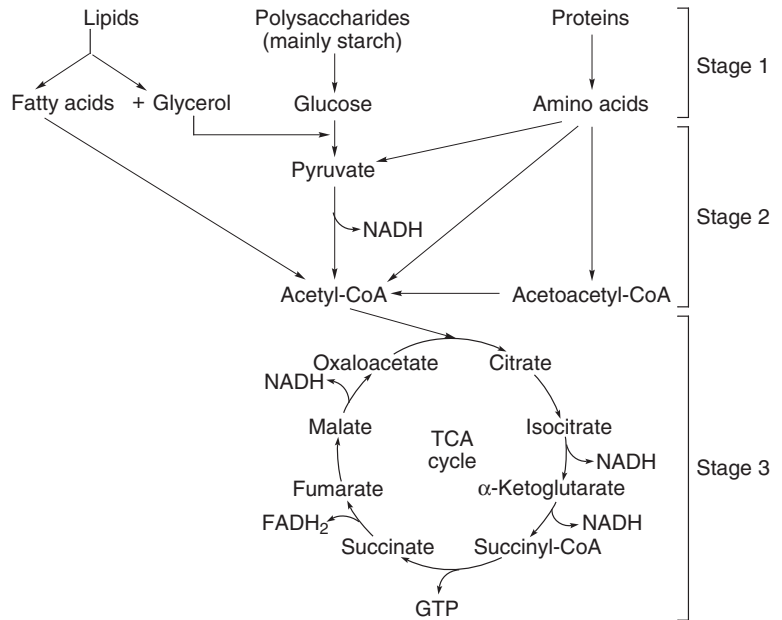 Lipids
Polysaccharides
(mainly starch)
Proteins
Stage 1
Fatty acids + Glycerol
Glucose
Amino acids
Pyruvate
Stage 2
NADH
Acetyl-CoA
Acetoacetyl-CoA
Oxaloacetate
Citrate
NADH
Malate
TCA
cycle
Isocitrate
NADH
Stage 3
Fumarate
α-Ketoglutarate
FADH₂
NADH
Succinate
Succinyl-CoA
GTP